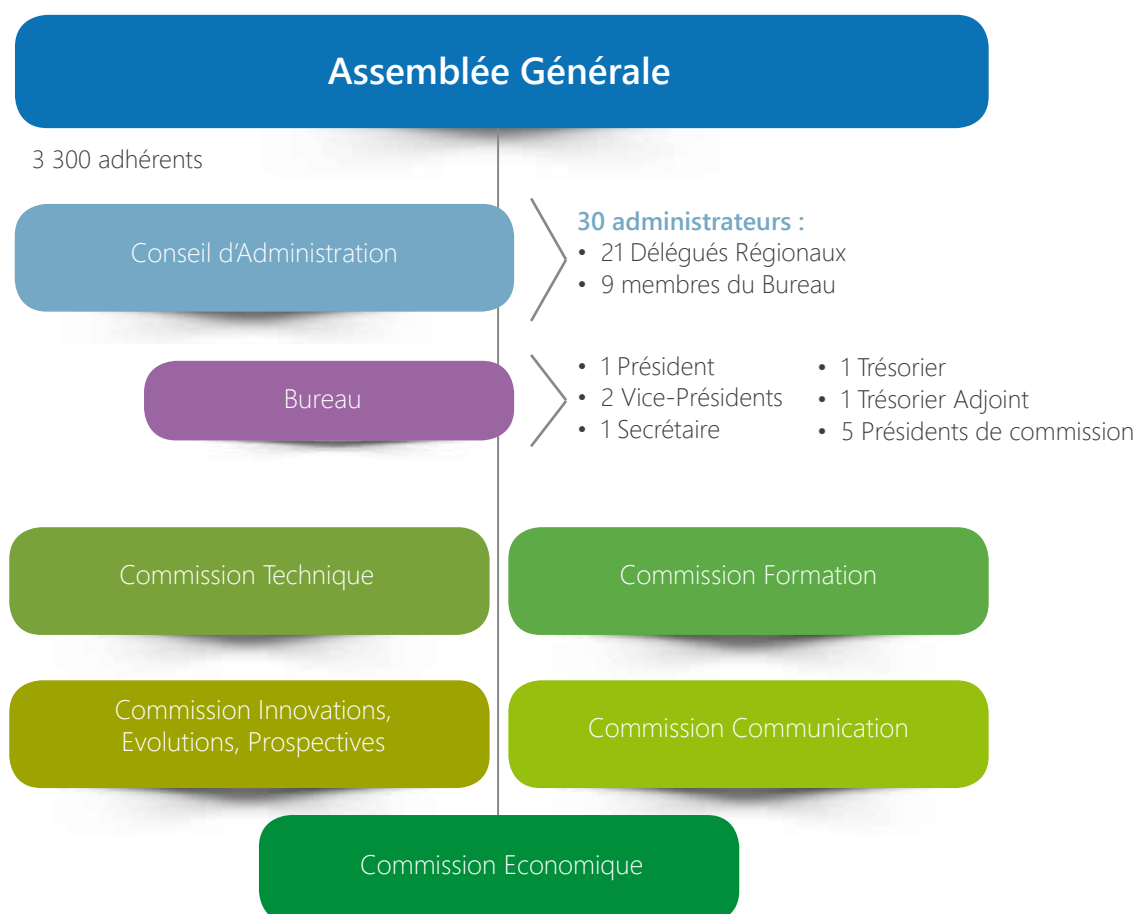 Assemblée Générale
3 300 adhérents
Conseil d'Administration
30 administrateurs :
• 21 Délégués Régionaux
• 9 membres du Bureau
Bureau
• 1 Président
• 2 Vice-Présidents
• 1 Secrétaire
• 1 Trésorier
• 1 Trésorier Adjoint
• 5 Présidents de commission
Commission Technique
Commission Formation
Commission Innovations,
Evolutions, Prospectives
Commission Communication
Commission Economique